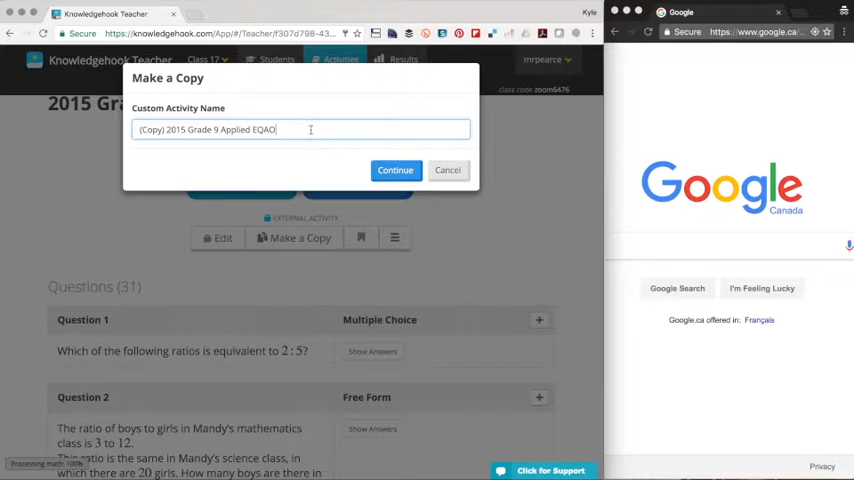 Knowledgehook Teacher
Kyle
Secure https://knowledgehook.com/App/#/Teacher/f307d798-43...
Knowledgehook Teacher
Class 17
Students
Activities
Results
mrpearce
class code zoom6476
2015 Gra
Make a Copy
Custom Activity Name
(Copy) 2015 Grade 9 Applied EQAO
Continue
Cancel
EXTERNAL ACTIVITY
Edit
Make a Copy
Questions (31)
Question 1
Multiple Choice
Which of the following ratios is equivalent to 2 : 5?
Show Answers
Question 2
Free Form
The ratio of boys to girls in Mandy's mathematics
class is 3 to 12.
Show Answers
This ratio is the same in Mandy's science class, in
which there are 20 girls. How many boys are there in
Processing math: 100%
Click for Support
Google
Secure https://www.google.ca/...
Google
Canada
Google Search
I'm Feeling Lucky
Google.ca offered in: Français
Privacy